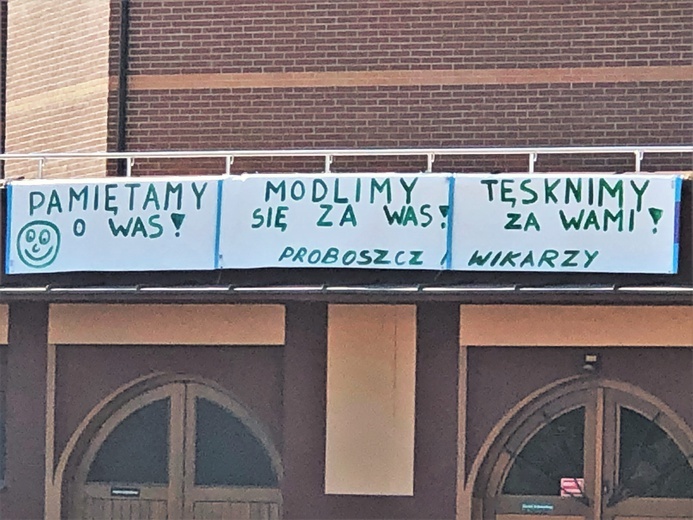 PAMIĘTAMY
O WAS!
MODLIMY
SIĘ ZA WAS!
TĘSKNIMY
ZA WAMI!
PROBOSZCZ I WIKARZY